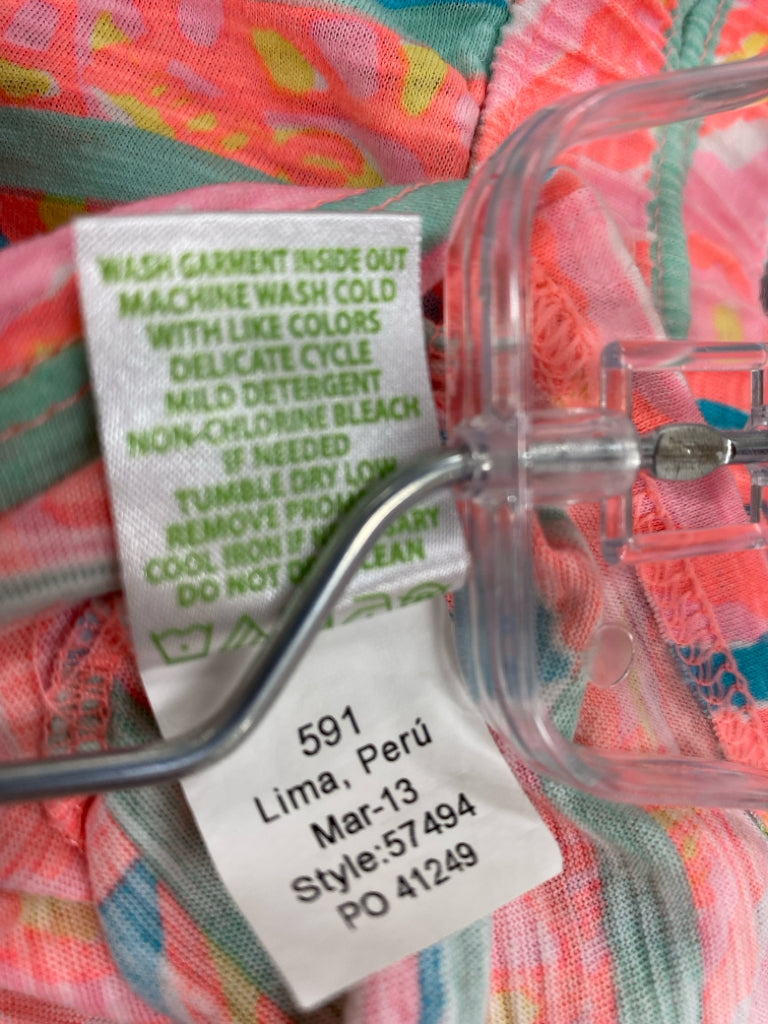 WASH GARMENT INSIDE OUT
MACHINE WASH COLD
WITH LIKE COLORS
DELICATE CYCLE
MILD DETERGENT
NON-CHLORINE BLEACH
IF NEEDED
TUMBLE DRY LOW
REMOVE
COOL IRON IF
DO NOT
591
Lima, Perú
Mar-13
Style:57494
PO 41249